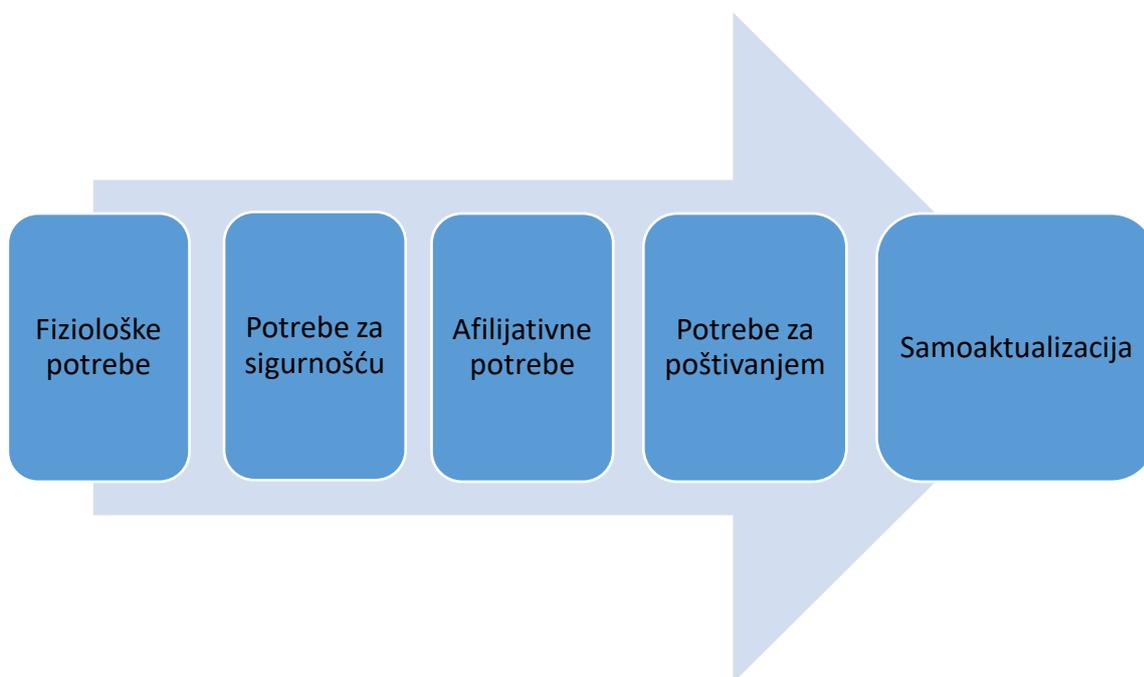 Fiziološke
potrebe
Potrebe za
sigurnošću
Afilijativne
potrebe
Potrebe za
poštivanjem
Samoaktualizacija